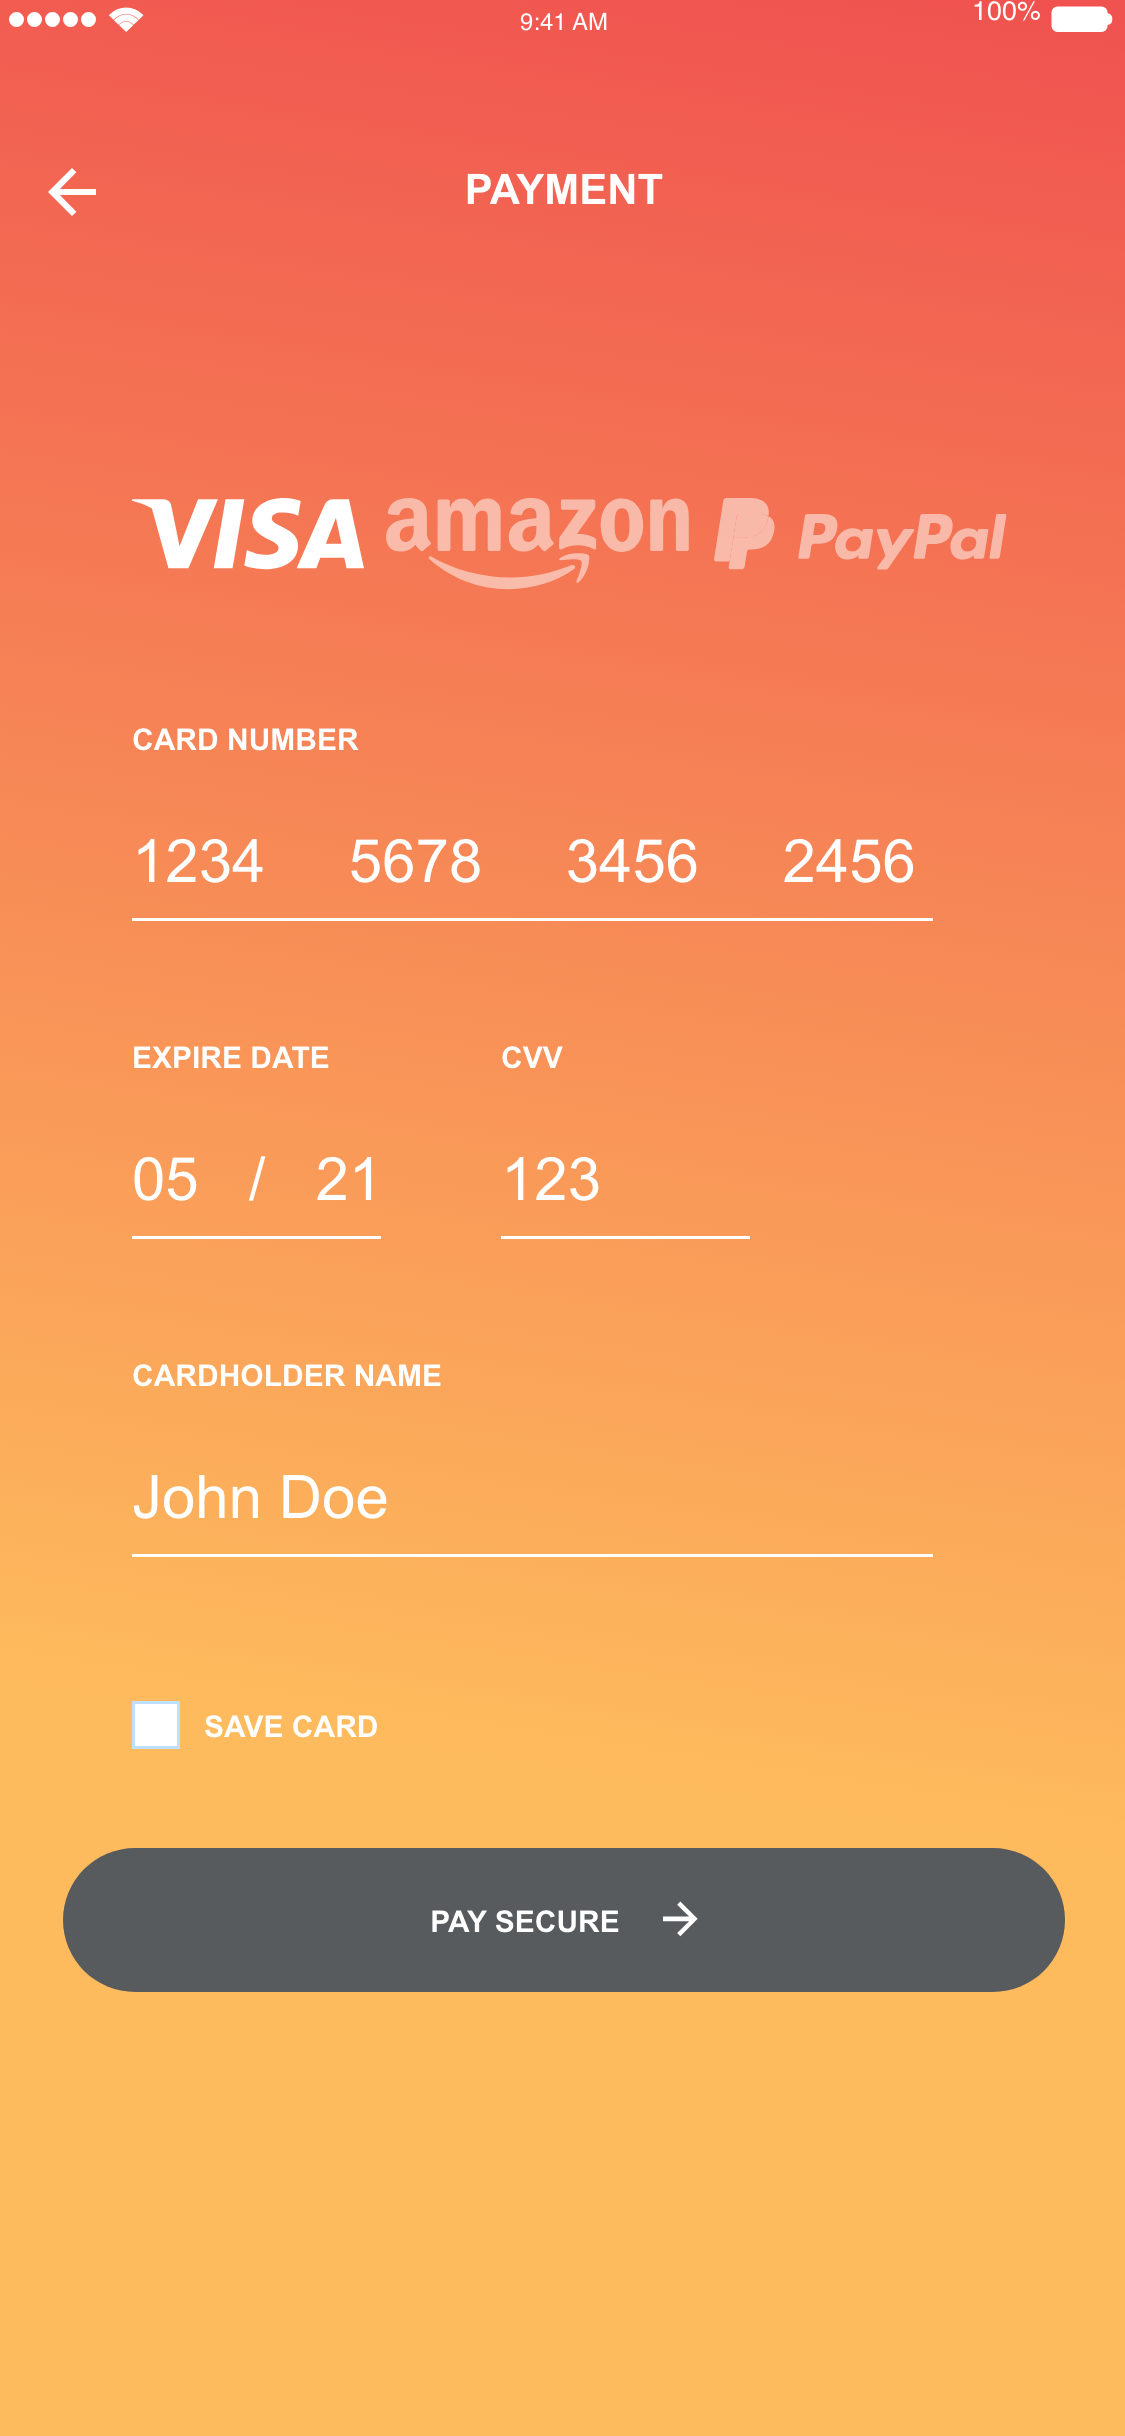 9:41 AM 100%
PAYMENT
VISA amazon PayPal
CARD NUMBER
1234 5678 3456 2456
EXPIRE DATE CVV
05 / 21 123
CARDHOLDER NAME
John Doe
SAVE CARD
PAY SECURE